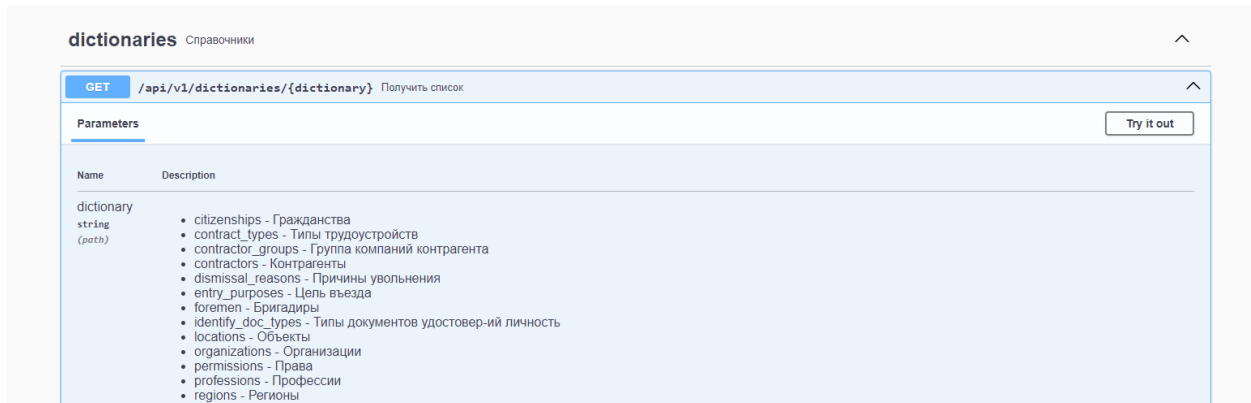 dictionaries Справочники
GET /api/v1/dictionaries/{dictionary} Получить список
Parameters
Try it out
Name Description
dictionary
string
(path)
• citizenships - Гражданства
• contract_types - Типы трудоустройств
• contractor_groups - Группа компаний контрагента
• contractors - Контрагенты
• dismissal_reasons - Причины увольнения
• entry_purposes - Цель въезда
• foremen - Бригадиры
• identify_doc_types - Типы документов удостовер-ий личность
• locations - Объекты
• organizations - Организации
• permissions - Права
• professions - Профессии
• regions - Регионы